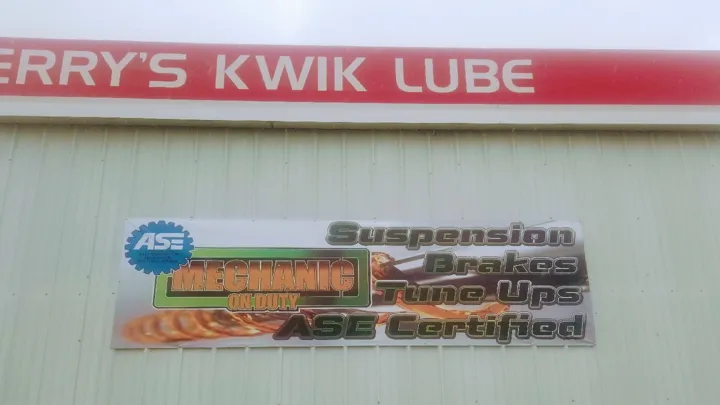 ERRY'S KWIK LUBE
ASE
MECHANIC
ON DUTY
Suspension
Brakes
Tune Ups
ASE Certified